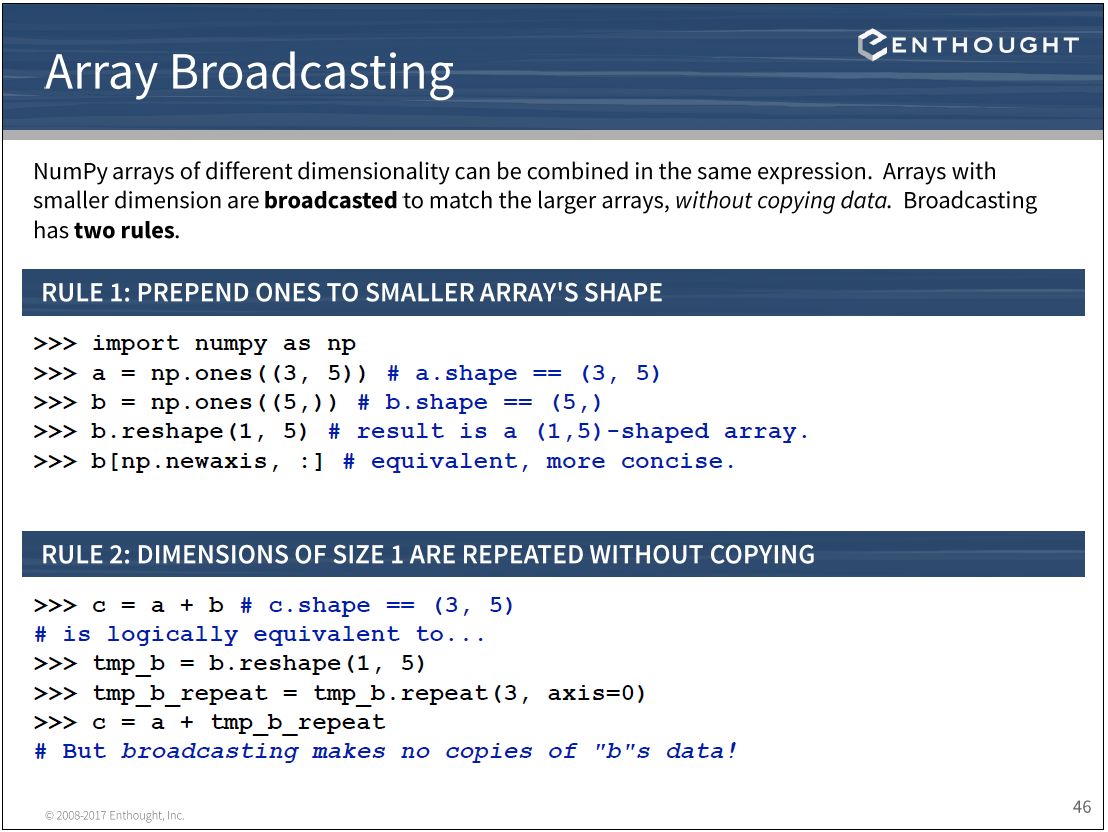 Array Broadcasting
ENTHOUGHT
NumPy arrays of different dimensionality can be combined in the same expression.  Arrays with
smaller dimension are broadcasted to match the larger arrays, without copying data.  Broadcasting
has two rules.
RULE 1: PREPEND ONES TO SMALLER ARRAY'S SHAPE
>>> import numpy as np
>>> a = np.ones((3, 5)) # a.shape == (3, 5)
>>> b = np.ones((5,)) # b.shape == (5,)
>>> b.reshape(1, 5) # result is a (1,5)-shaped array.
>>> b[np.newaxis, :] # equivalent, more concise.
RULE 2: DIMENSIONS OF SIZE 1 ARE REPEATED WITHOUT COPYING
>>> c = a + b # c.shape == (3, 5)
# is logically equivalent to...
>>> tmp_b = b.reshape(1, 5)
>>> tmp_b_repeat = tmp_b.repeat(3, axis=0)
>>> c = a + tmp_b_repeat
# But broadcasting makes no copies of "b"s data!
© 2008-2017 Enthought, Inc.
46